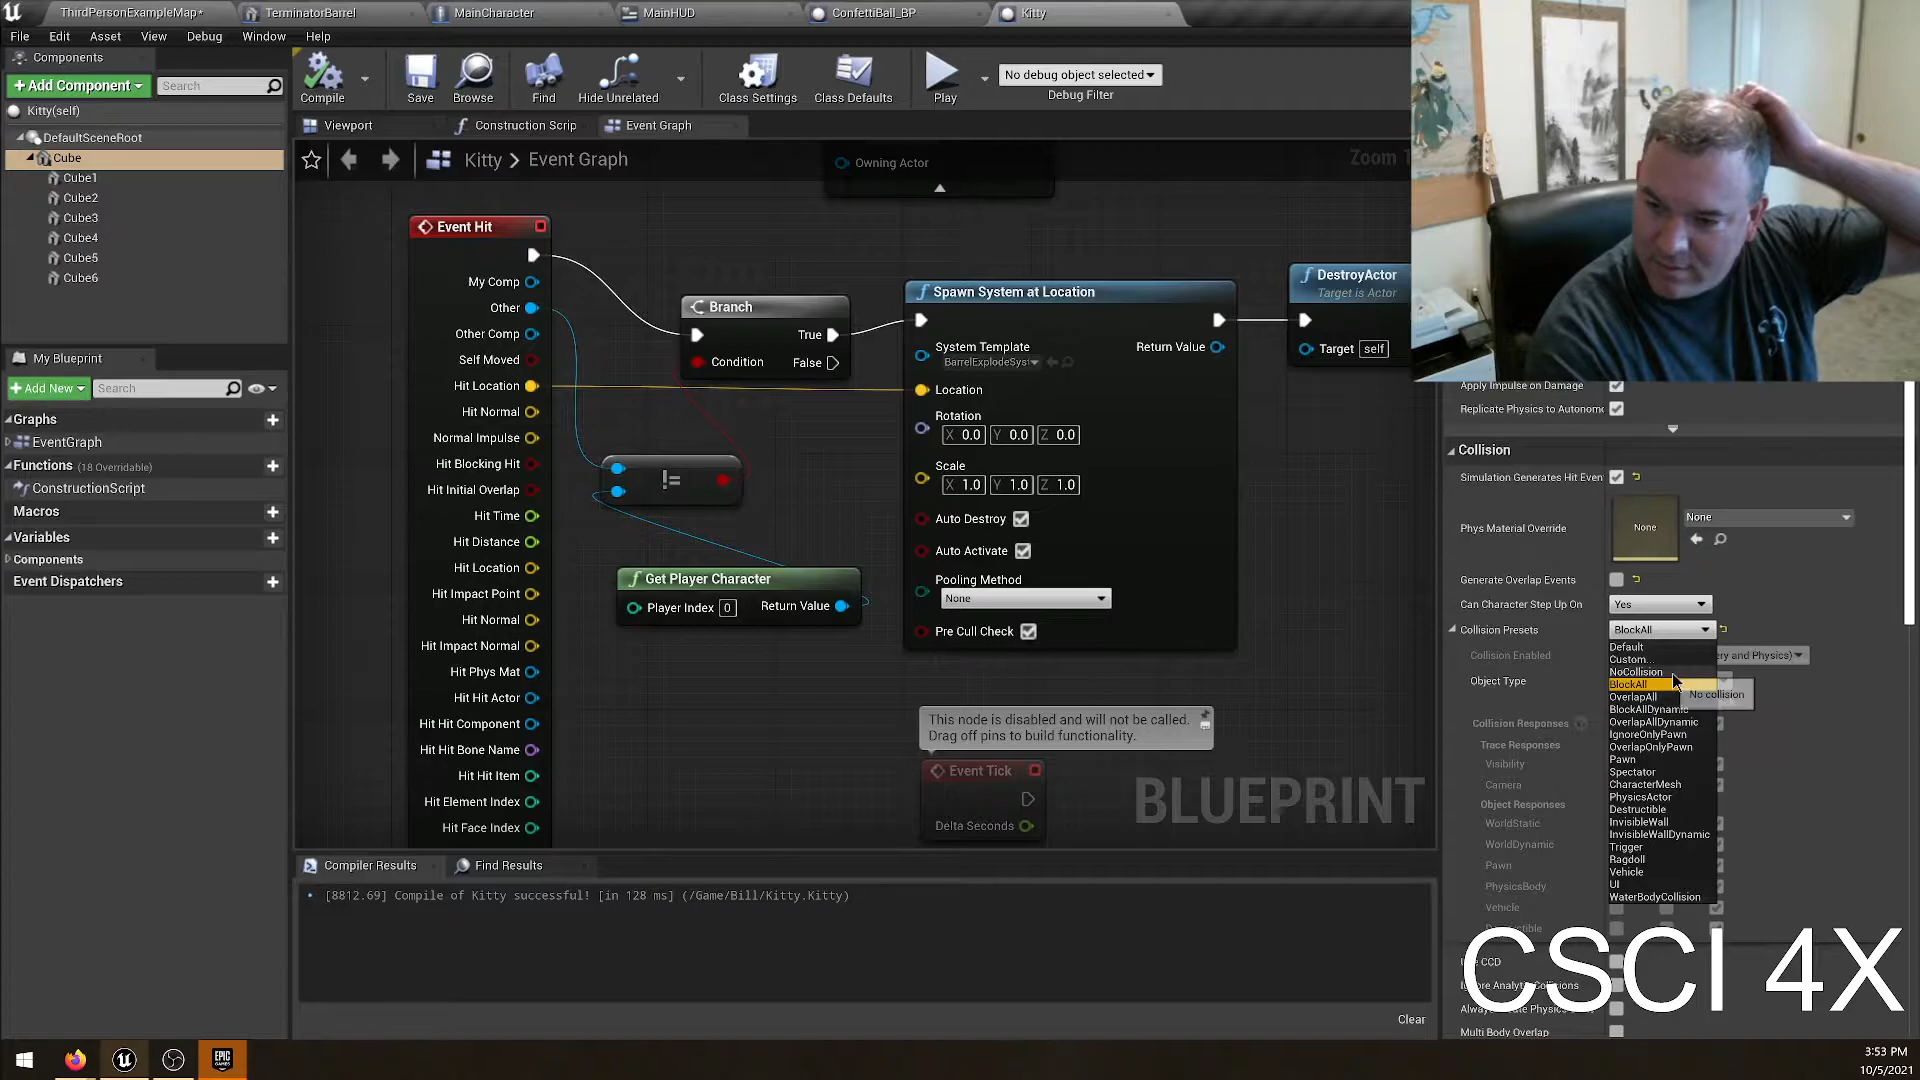 ThirdPersonExampleMap*
TerminatorBarrel
MainCharacter
MainHUD
ConfettiBall_BP
Kitty
File Edit Asset View Debug Window Help
Components
+ Add Component
Search
Kitty(self)
DefaultSceneRoot
Cube
Cube1
Cube2
Cube3
Cube4
Cube5
Cube6
My Blueprint
+ Add New
Search
Graphs
EventGraph
Functions (18 Overridable)
ConstructionScript
Macros
Variables
Components
Event Dispatchers
Compile
Save
Browse
Find
Hide Unrelated
Class Settings
Class Defaults
Play
No debug object selected
Debug Filter
Viewport
Construction Scrip
Event Graph
Kitty > Event Graph
Zoom
Owning Actor
Event Hit
My Comp
Other
Other Comp
Self Moved
Hit Location
Hit Normal
Normal Impulse
Hit Blocking Hit
Hit Initial Overlap
Hit Time
Hit Distance
Hit Location
Hit Impact Point
Hit Normal
Hit Impact Normal
Hit Phys Mat
Hit Hit Actor
Hit Hit Component
Hit Hit Bone Name
Hit Hit Item
Hit Element Index
Hit Face Index
Branch
True
Condition
False
!=
f Get Player Character
Player Index 0
Return Value
f Spawn System at Location
System Template
BarrelExplodeSyst
Return Value
Location
Rotation
X 0.0 Y 0.0 Z 0.0
Scale
X 1.0 Y 1.0 Z 1.0
Auto Destroy
Auto Activate
Pooling Method
None
Pre Cull Check
f DestroyActor
Target is Actor
Target self
This node is disabled and will not be called.
Drag off pins to build functionality.
Event Tick
Delta Seconds
BLUEPRINT
Compiler Results
Find Results
[8812.69] Compile of Kitty successful! [in 128 ms] (/Game/Bill/Kitty.Kitty)
Clear
Apply Impulse on Damage
Replicate Physics to Autonome
Collision
Simulation Generates Hit Even
Phys Material Override
None
None
Generate Overlap Events
Can Character Step Up On
Yes
Collision Presets
BlockAll
Collision Enabled
ery and Physics)
Object Type
Collision Responses
Trace Responses
Visibility
Camera
Object Responses
WorldStatic
WorldDynamic
Pawn
PhysicsBody
Vehicle
Default
Custom...
NoCollision
BlockAll
OverlapAll
BlockAllDynamic
OverlapAllDynamic
IgnoreOnlyPawn
OverlapOnlyPawn
Pawn
Spectator
CharacterMesh
PhysicsActor
Destructible
InvisibleWall
InvisibleWallDynamic
Trigger
Ragdoll
Vehicle
UI
WaterBodyCollision
No collision
CCD
Multi Body Overlap
CSCI 4X
EPIC
GAMES
3:53 PM
10/5/2021